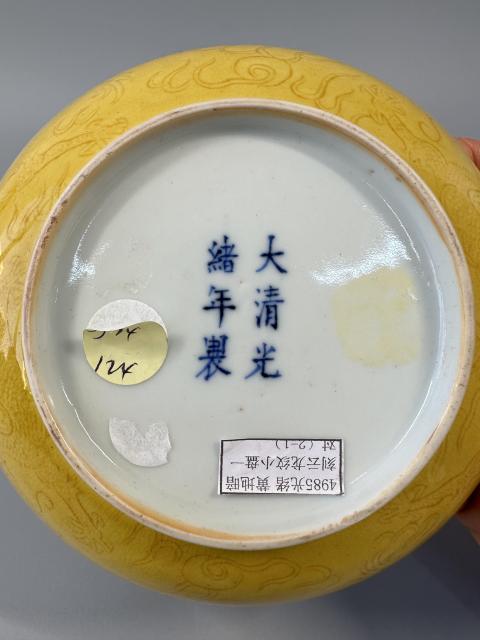 大清光
緒年製
124
4985光绪 黄地暗
刻云龙纹小盘一
对（2-1）